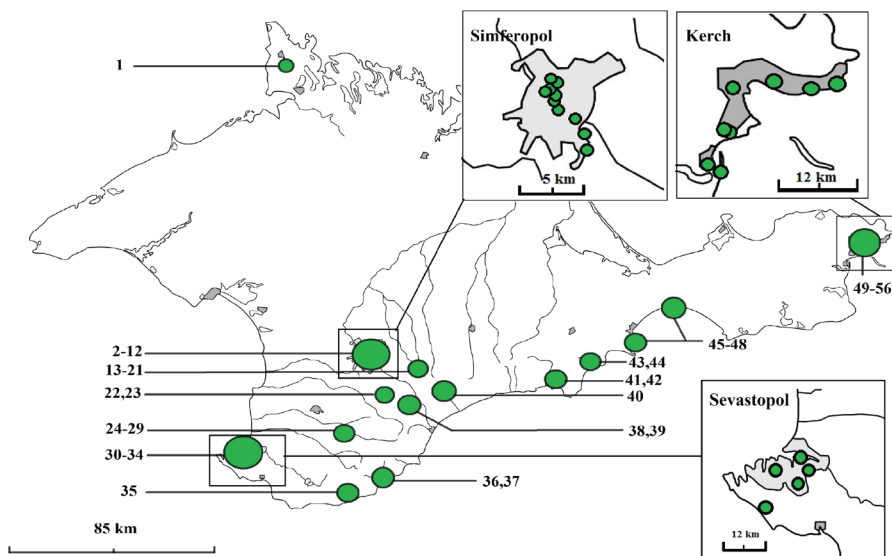 Simferopol
Kerch
1
5 km
12 km
49-56
2-12
13-21
22,23
24-29
30-34
35
45-48
43,44
41,42
40
38,39
36,37
Sevastopol
85 km
12 km